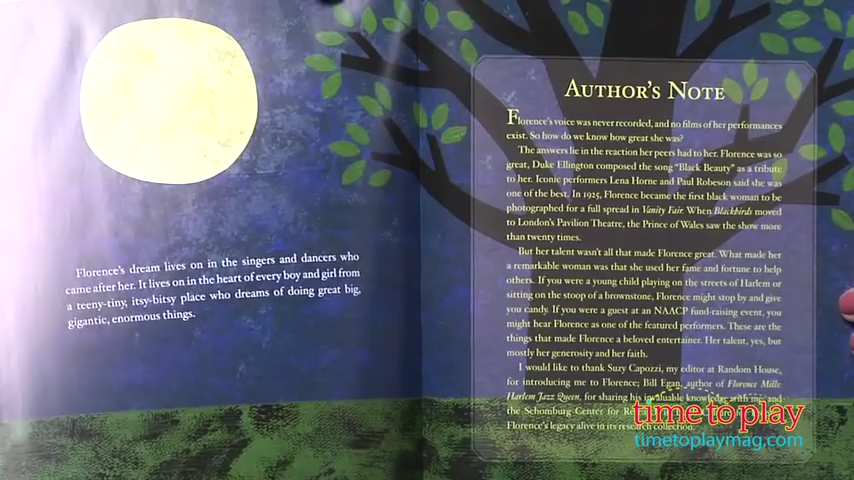 Florence's dream lives on in the singers and dancers who
came after her. It lives on in the heart of every boy and girl from
a teeny-tiny, itsy-bitsy place who dreams of doing great big,
gigantic, enormous things.
AUTHOR'S NOTE
Florence's voice was never recorded, and no films of her performances
exist. So how do we know how great she was?
The answers lie in the reaction her peers had to her. Florence was so
great, Duke Ellington composed the song "Black Beauty" as a tribute
to her. Iconic performers Lena Horne and Paul Robeson said she was
one of the best. In 1925, Florence became the first black woman to be
photographed for a full spread in Vanity Fair. When Blackbirds moved
to London's Pavilion Theatre, the Prince of Wales saw the show more
than twenty times.
But her talent wasn't all that made Florence great. What made her
a remarkable woman was that she used her fame and fortune to help
others. If you were a young child playing on the streets of Harlem or
sitting on the stoop of a brownstone, Florence might stop by and give
you candy. If you were a guest at an NAACP fund-raising event, you
might hear Florence as one of the featured performers. These are the
things that made Florence a beloved entertainer. Her talent, yes, but
mostly her generosity and her faith.
I would like to thank Suzy Capozzi, my editor at Random House,
for introducing me to Florence; Bill Egan, author of Florence Mills:
Harlem Jazz Queen, for sharing his invaluable knowledge with me; and
the Schomburg Center for
Florence's legacy alive in its research collection.
time to play
timetoplaymag.com